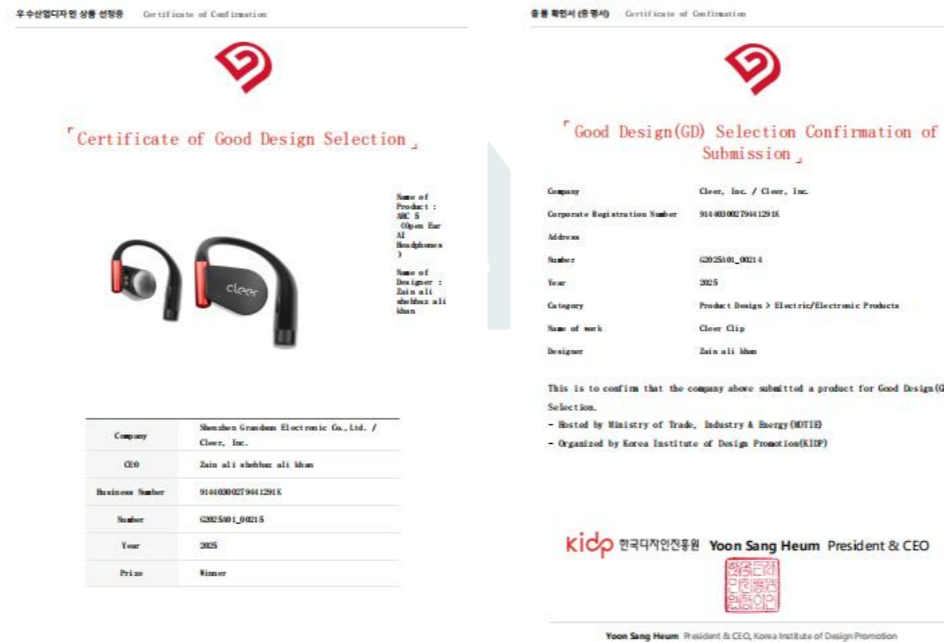 우수산업디자인 상품 선정증 Certificate of Confirmation
「Certificate of Good Design Selection」
cleer
Name of
Product :
ARC 5
(Open Ear
AI
Headphones
)
Name of
Designer :
Zain ali
shehbaz ali
khan
Company Shenzhen Grandsun Electronic Co., Ltd. /
Cleer, Inc.
CEO Zain ali shehbaz ali khan
Business Number 91440300279441291K
Number G2025A01_00215
Year 2025
Prize Winner
출품 확인서 (증명서) Certificate of Confirmation
「Good Design(GD) Selection Confirmation of
Submission」
Company Cleer, Inc. / Cleer, Inc.
Corporate Registration Number 91440300279441291K
Address
Number G2025A01_00214
Year 2025
Category Product Design > Electric/Electronic Products
Name of work Cleer Clip
Designer Zain ali khan
This is to confirm that the company above submitted a product for Good Design(G
Selection.
- Hosted by Ministry of Trade, Industry & Energy(MOTIE)
- Organized by Korea Institute of Design Promotion(KIDP)
kidp 한국디자인진흥원 Yoon Sang Heum President & CEO
Yoon Sang Heum President & CEO, Korea Institute of Design Promotion